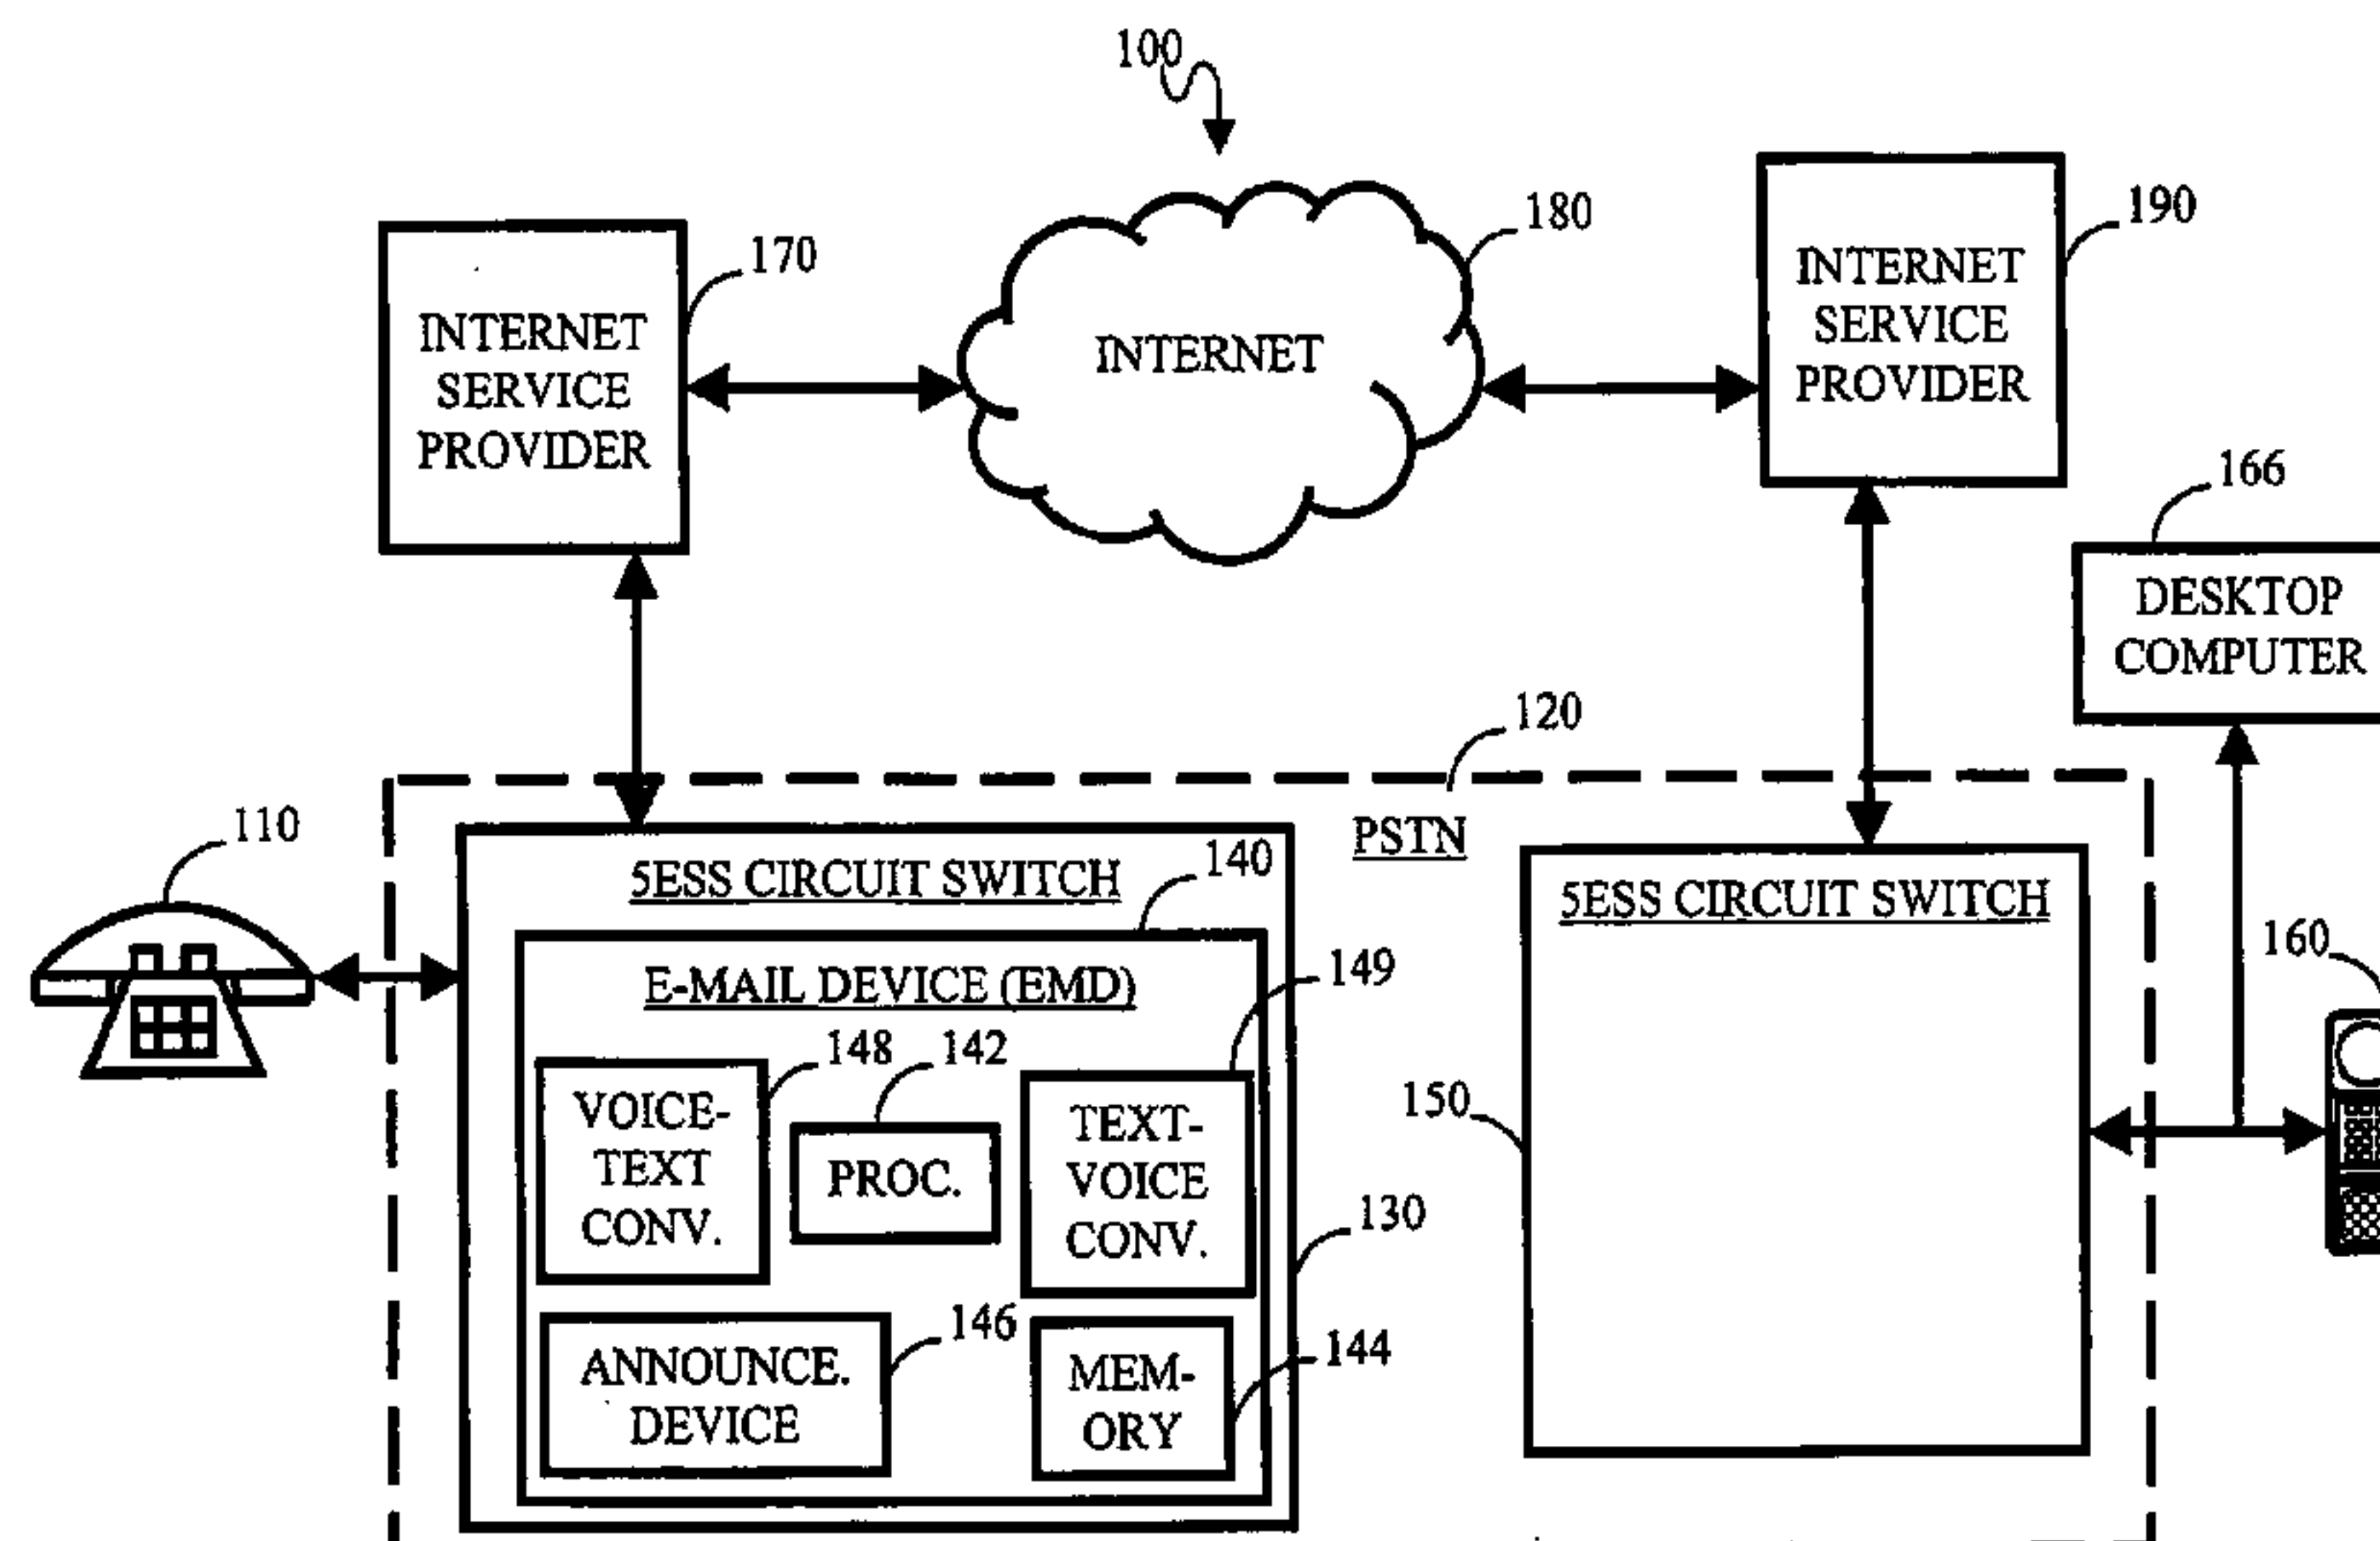 100
180
190
170
INTERNET
SERVICE
PROVIDER
INTERNET
INTERNET
SERVICE
PROVIDER
166
DESKTOP
COMPUTER
120
PSTN
110
5ESS CIRCUIT SWITCH
140
5ESS CIRCUIT SWITCH
160
E-MAIL DEVICE (EMD)
149
148
142
VOICE-
TEXT
CONV.
PROC.
TEXT-
VOICE
CONV.
150
130
146
ANNOUNCE.
DEVICE
MEM-
ORY
144